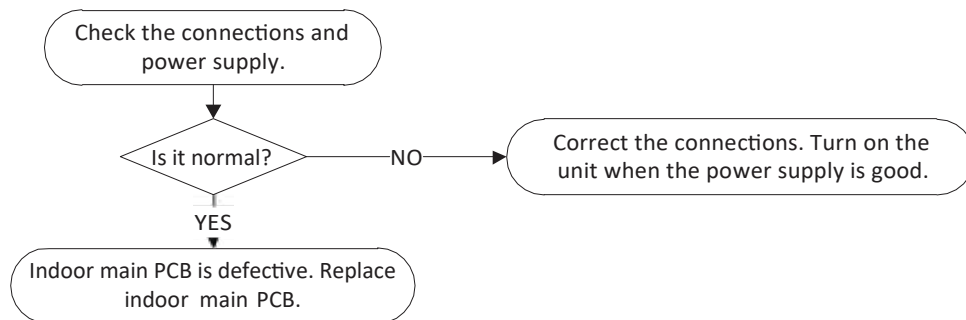 Check the connections and
power supply.
Is it normal?
NO
Correct the connections. Turn on the
unit when the power supply is good.
YES
Indoor main PCB is defective. Replace
indoor main PCB.